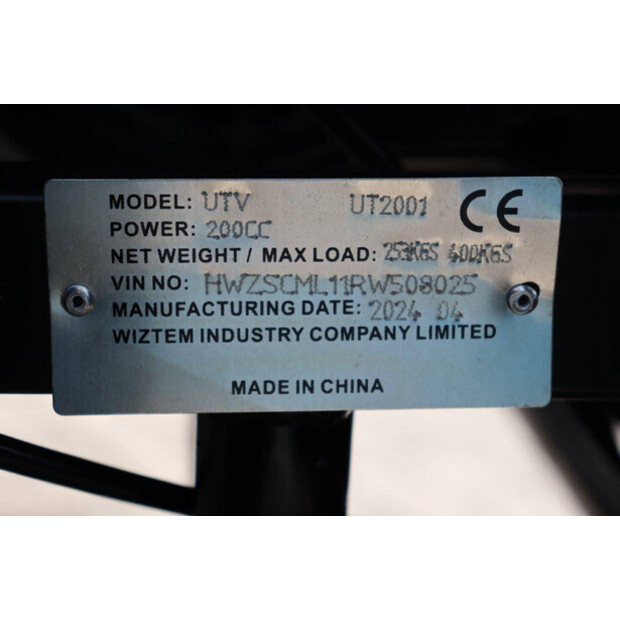 MODEL: UTV UT2001 CE
POWER: 200CC
NET WEIGHT / MAX LOAD: 253KGS 400KGS
VIN NO: HWZSCML11RW508025
MANUFACTURING DATE: 2024 04
WIZTEM INDUSTRY COMPANY LIMITED
MADE IN CHINA